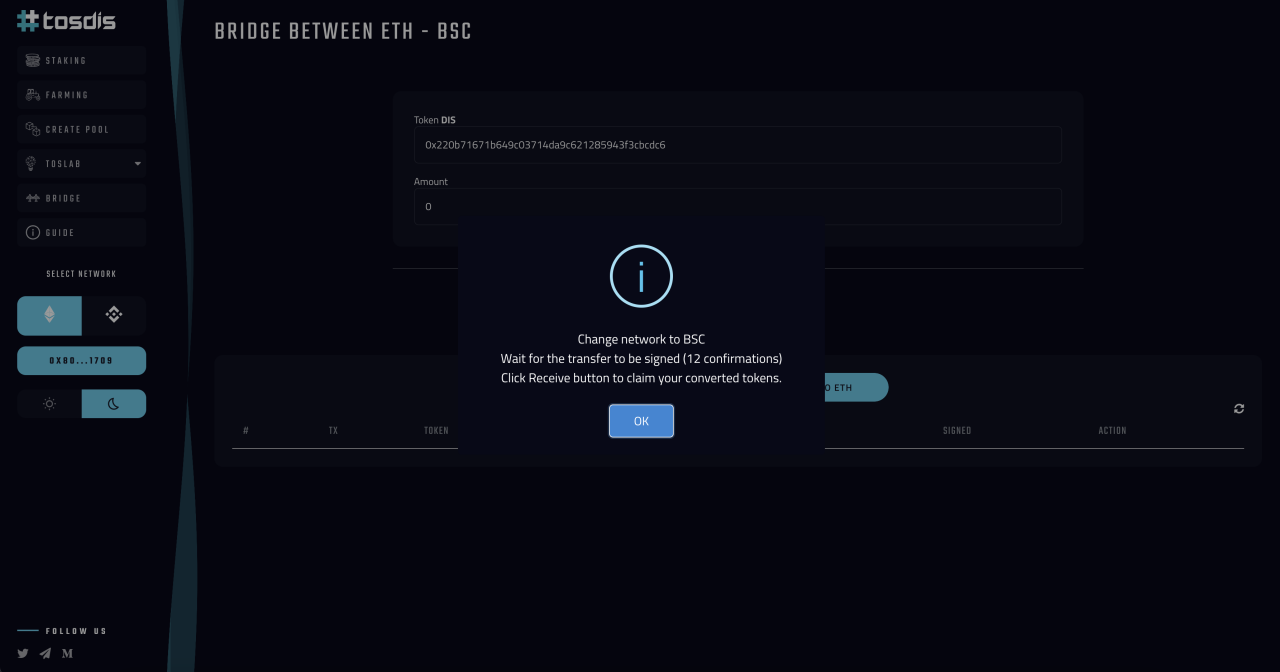 tosdis
BRIDGE BETWEEN ETH - BSC
STAKING
FARMING
CREATE POOL
TOSLAB
BRIDGE
GUIDE
SELECT NETWORK
0X80...1709
Token DIS
0x220b71671b649c03714da9c621285943f3cbcdc6
Amount
0
Change network to BSC
Wait for the transfer to be signed (12 confirmations)
Click Receive button to claim your converted tokens.
OK
O ETH
# TX TOKEN SIGNED ACTION
FOLLOW US